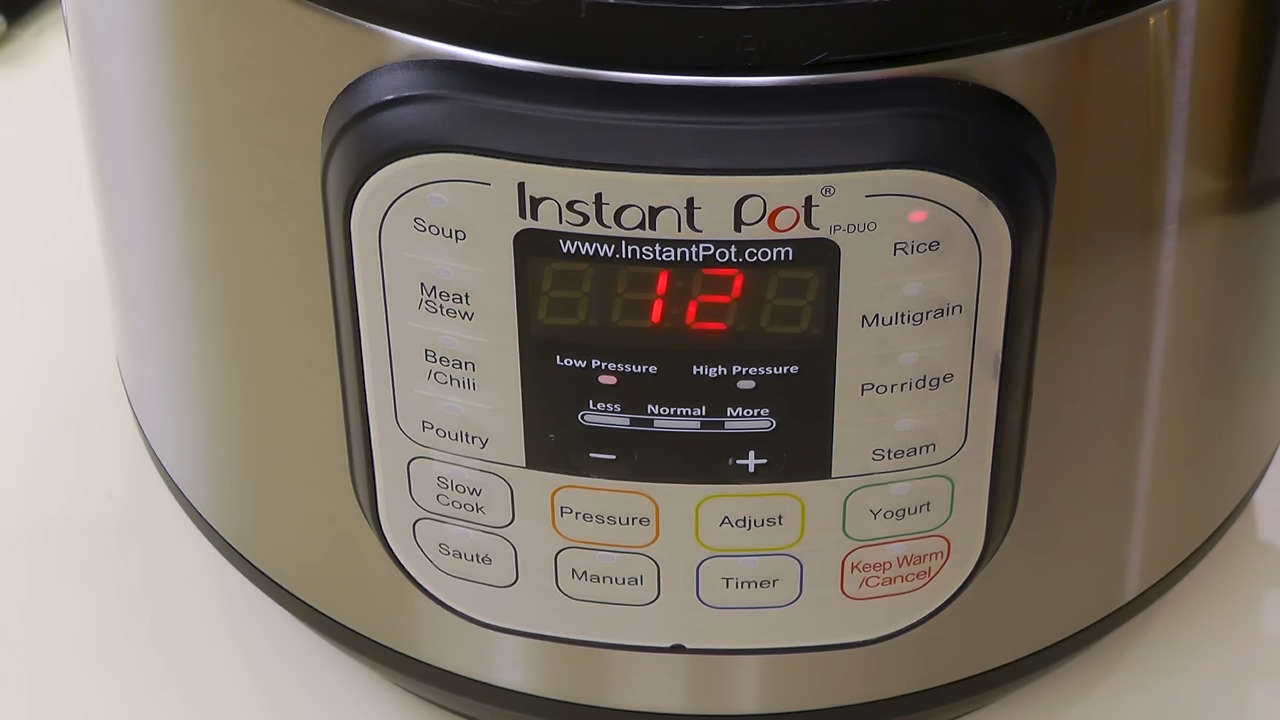 Instant Pot®
IP-DUO
www.InstantPot.com
12
Soup
Meat
/Stew
Bean
/Chili
Poultry
Rice
Multigrain
Porridge
Steam
Low Pressure
High Pressure
Less
Normal
More
−
+
Slow
Cook
Pressure
Adjust
Yogurt
Sauté
Manual
Timer
Keep Warm
/Cancel